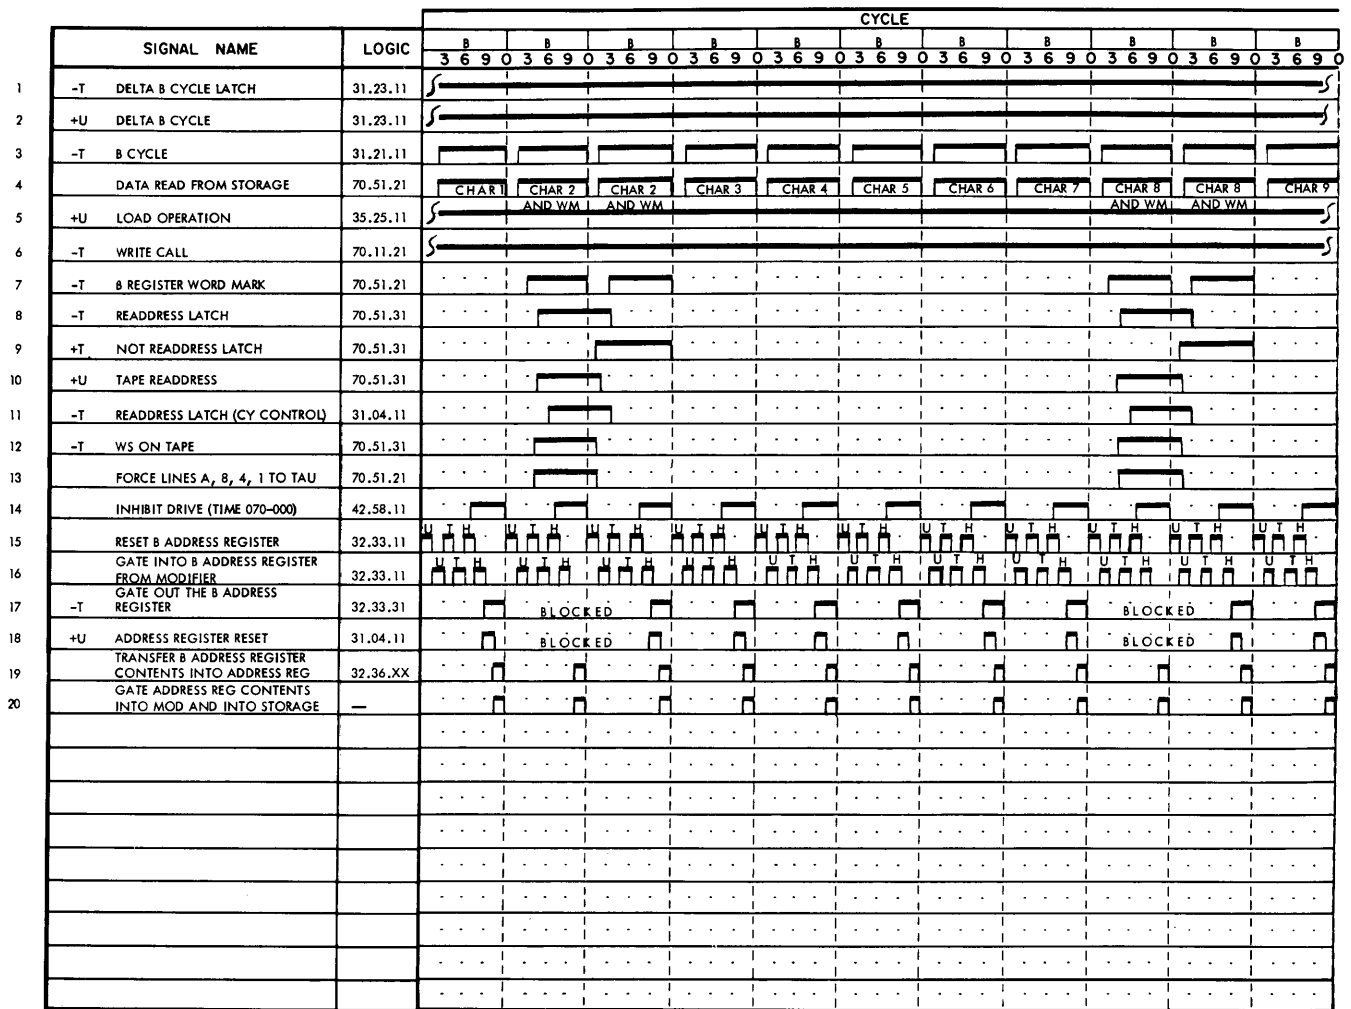 CYCLE
SIGNAL NAME LOGIC B B B B B B B B B B B
3 6 9 0 3 6 9 0 3 6 9 0 3 6 9 0 3 6 9 0 3 6 9 0 3 6 9 0 3 6 9 0 3 6 9 0 3 6 9 0 3 6 9 0
1 -T DELTA B CYCLE LATCH 31.23.11
2 +U DELTA B CYCLE 31.23.11
3 -T B CYCLE 31.21.11
4 DATA READ FROM STORAGE 70.51.21 CHAR 1 CHAR 2 CHAR 2 CHAR 3 CHAR 4 CHAR 5 CHAR 6 CHAR 7 CHAR 8 CHAR 8 CHAR 9
AND WM AND WM AND WM AND WM
5 +U LOAD OPERATION 35.25.11
6 -T WRITE CALL 70.11.21
7 -T B REGISTER WORD MARK 70.51.21
8 -T READDRESS LATCH 70.51.31
9 +T NOT READDRESS LATCH 70.51.31
10 +U TAPE READDRESS 70.51.31
11 -T READDRESS LATCH (CY CONTROL) 31.04.11
12 -T WS ON TAPE 70.51.31
13 FORCE LINES A, 8, 4, 1 TO TAU 70.51.21
14 INHIBIT DRIVE (TIME 070-000) 42.58.11
U T H U T H U T H U T H U T H U T H U T H U T H U T H U T H U T H
15 RESET B ADDRESS REGISTER 32.33.11
GATE INTO B ADDRESS REGISTER U T H U T H U T H U T H U T H U T H U T H U T H U T H U T H U T H
16 FROM MODIFIER 32.33.11
GATE OUT THE B ADDRESS
17 -T REGISTER 32.33.31 BLOCKED BLOCKED
18 +U ADDRESS REGISTER RESET 31.04.11 BLOCKED BLOCKED
TRANSFER B ADDRESS REGISTER
19 CONTENTS INTO ADDRESS REG 32.36.XX
GATE ADDRESS REG CONTENTS
20 INTO MOD AND INTO STORAGE —